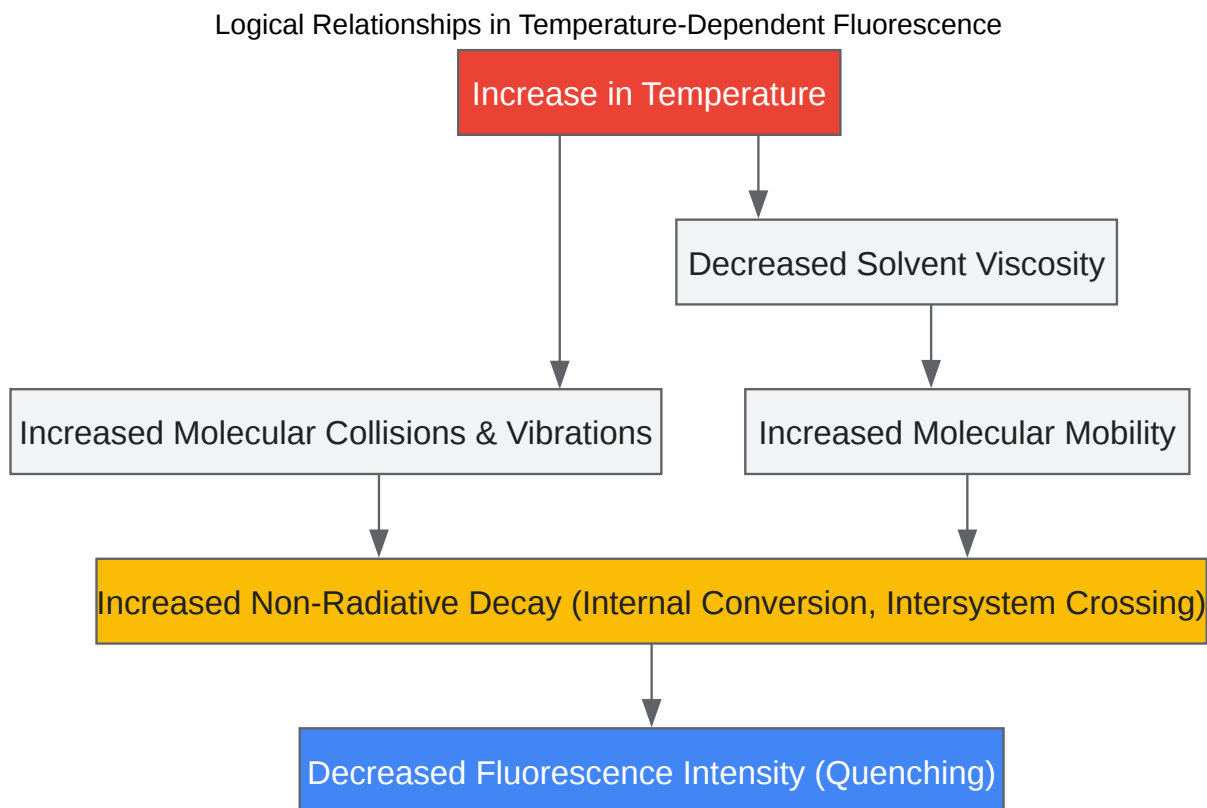 Logical Relationships in Temperature-Dependent Fluorescence
Increase in Temperature
Decreased Solvent Viscosity
Increased Molecular Collisions & Vibrations
Increased Molecular Mobility
Increased Non-Radiative Decay (Internal Conversion, Intersystem Crossing)
Decreased Fluorescence Intensity (Quenching)